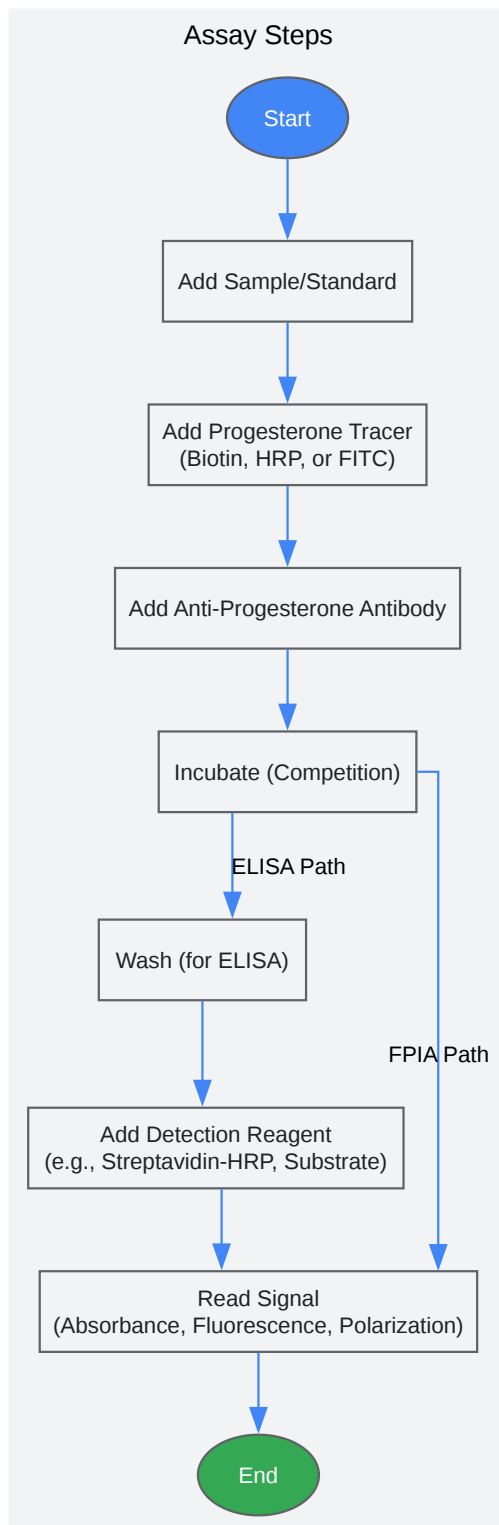 Assay Steps
Start
Add Sample/Standard
Add Progesterone Tracer
(Biotin, HRP, or FITC)
Add Anti-Progesterone Antibody
Incubate (Competition)
ELISA Path
Wash (for ELISA)
FPIA Path
Add Detection Reagent
(e.g., Streptavidin-HRP, Substrate)
Read Signal
(Absorbance, Fluorescence, Polarization)
End